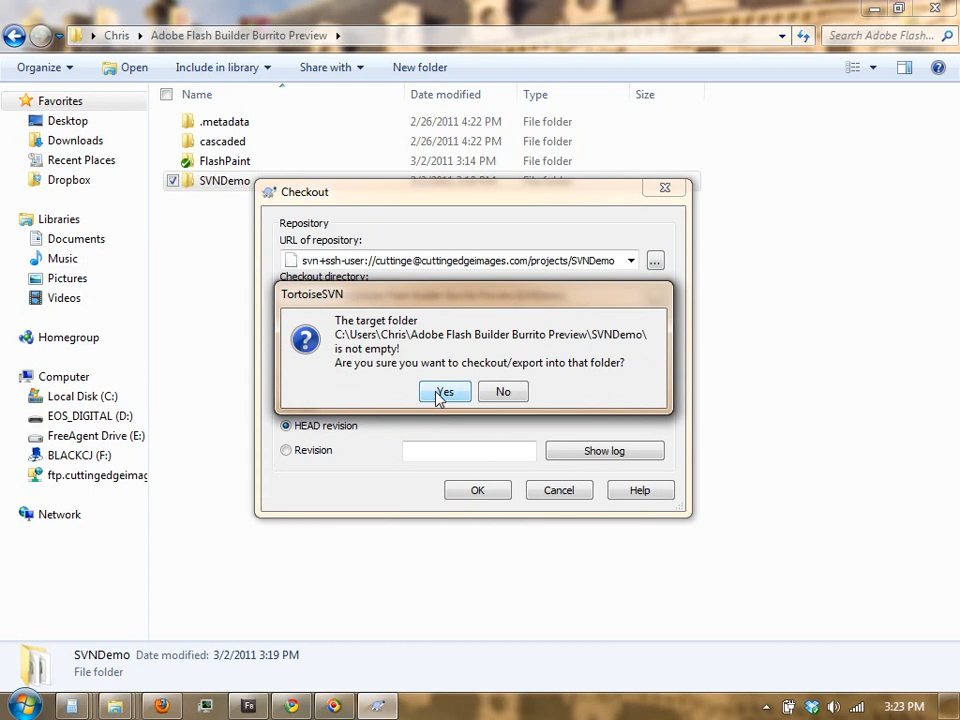 Chris
Adobe Flash Builder Burrito Preview
Search Adobe Flash...
Organize
Open
Include in library
Share with
New folder
Favorites
Desktop
Downloads
Recent Places
Dropbox
Libraries
Documents
Music
Pictures
Videos
Homegroup
Computer
Local Disk (C:)
EOS_DIGITAL (D:)
FreeAgent Drive (E:)
BLACKCJ (F:)
ftp.cuttingedgeimag
Network
Name Date modified Type Size
.metadata 2/26/2011 4:22 PM File folder
cascaded 2/26/2011 4:22 PM File folder
FlashPaint 3/2/2011 3:14 PM File folder
SVNDemo
Checkout
Repository
URL of repository:
svn+ssh-user://cuttinge@cuttingedgeimages.com/projects/SVNDemo
...
Checkout directory:
TortoiseSVN
The target folder
C:\Users\Chris\Adobe Flash Builder Burrito Preview\SVNDemo\
is not empty!
Are you sure you want to checkout/export into that folder?
Yes
No
HEAD revision
Revision
Show log
OK
Cancel
Help
SVNDemo Date modified: 3/2/2011 3:19 PM
File folder
Fs
3:23 PM